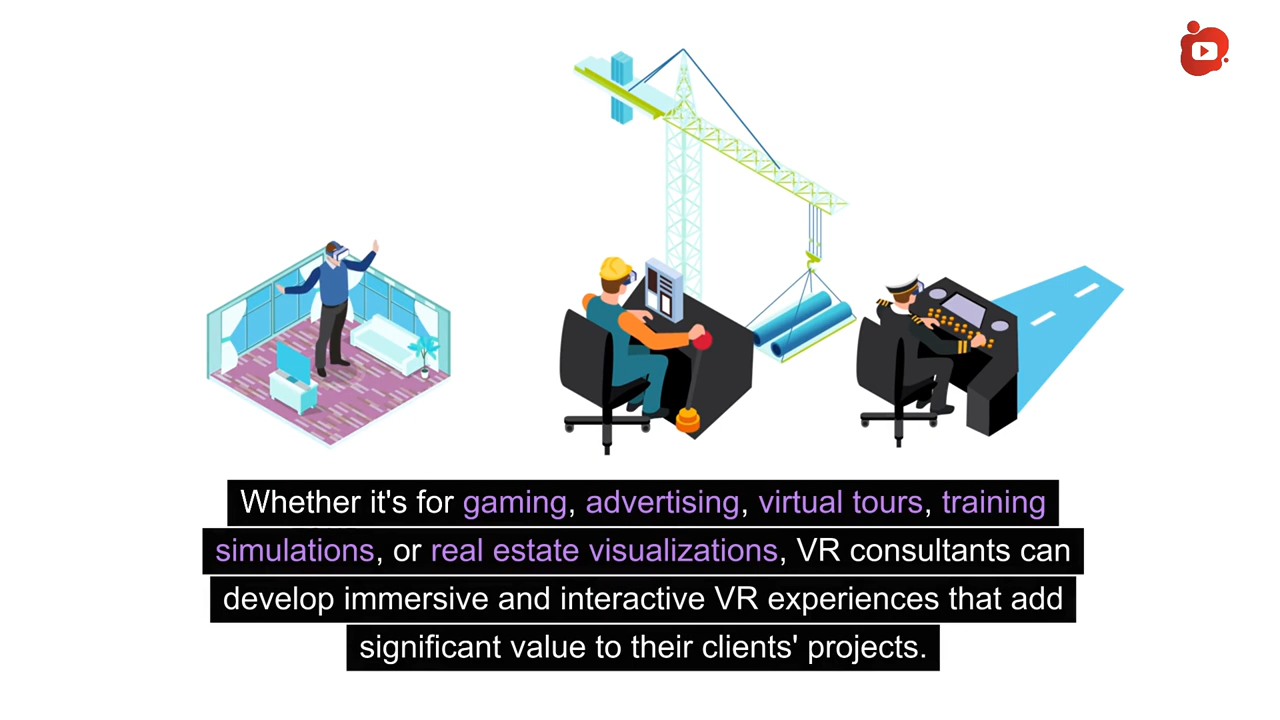 Whether it's for gaming, advertising, virtual tours, training
simulations, or real estate visualizations, VR consultants can
develop immersive and interactive VR experiences that add
significant value to their clients' projects.